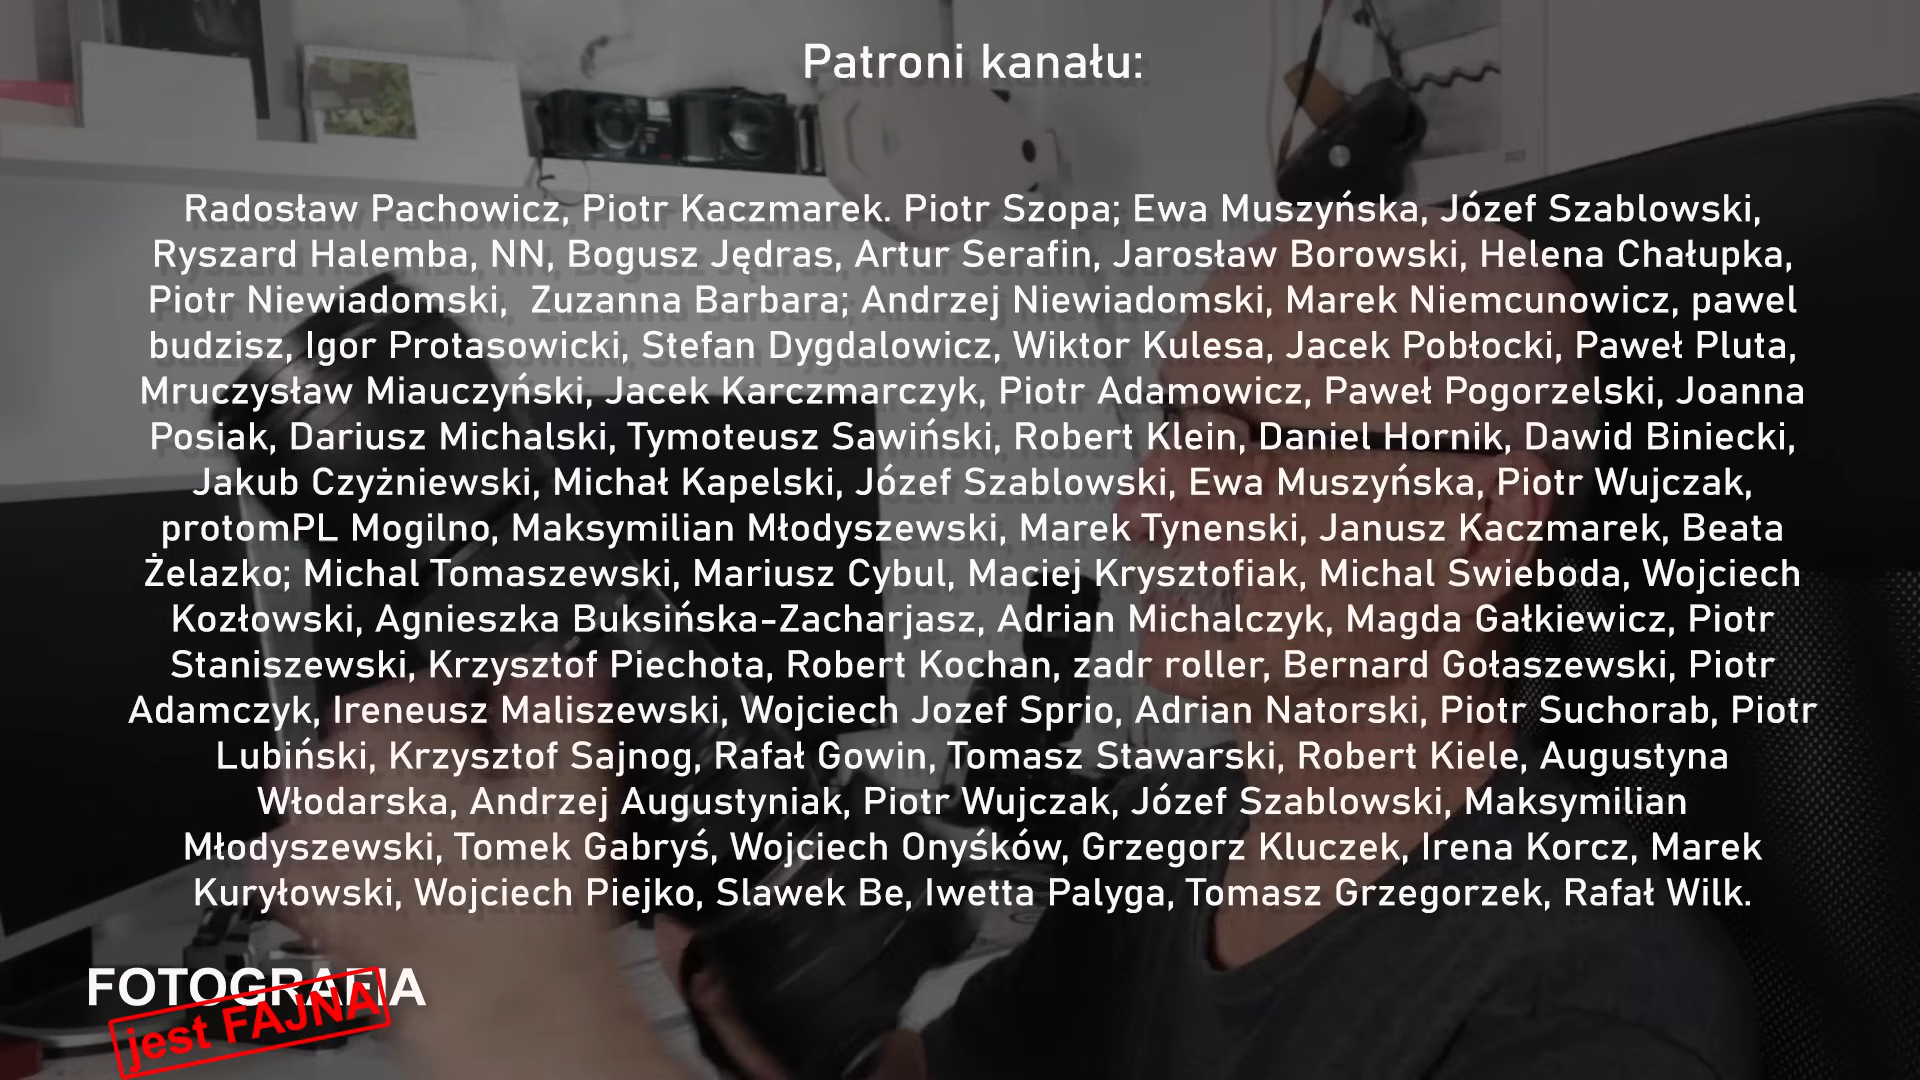 Patroni kanału:
Radosław Pachowicz, Piotr Kaczmarek. Piotr Szopa; Ewa Muszyńska, Józef Szablowski,
Ryszard Halemba, NN, Bogusz Jędras, Artur Serafin, Jarosław Borowski, Helena Chałupka,
Piotr Niewiadomski,  Zuzanna Barbara; Andrzej Niewiadomski, Marek Niemcunowicz, pawel
budzisz, Igor Protasowicki, Stefan Dygdalowicz, Wiktor Kulesa, Jacek Pobłocki, Paweł Pluta,
Mruczysław Miauczyński, Jacek Karczmarczyk, Piotr Adamowicz, Paweł Pogorzelski, Joanna
Posiak, Dariusz Michalski, Tymoteusz Sawiński, Robert Klein, Daniel Hornik, Dawid Biniecki,
Jakub Czyżniewski, Michał Kapelski, Józef Szablowski, Ewa Muszyńska, Piotr Wujczak,
protomPL Mogilno, Maksymilian Młodyszewski, Marek Tynenski, Janusz Kaczmarek, Beata
Żelazko; Michal Tomaszewski, Mariusz Cybul, Maciej Krysztofiak, Michal Swieboda, Wojciech
Kozłowski, Agnieszka Buksińska-Zacharjasz, Adrian Michalczyk, Magda Gałkiewicz, Piotr
Staniszewski, Krzysztof Piechota, Robert Kochan, zadr roller, Bernard Gołaszewski, Piotr
Adamczyk, Ireneusz Maliszewski, Wojciech Jozef Sprio, Adrian Natorski, Piotr Suchorab, Piotr
Lubiński, Krzysztof Sajnog, Rafał Gowin, Tomasz Stawarski, Robert Kiele, Augustyna
Włodarska, Andrzej Augustyniak, Piotr Wujczak, Józef Szablowski, Maksymilian
Młodyszewski, Tomek Gabryś, Wojciech Onyśków, Grzegorz Kluczek, Irena Korcz, Marek
Kuryłowski, Wojciech Piejko, Slawek Be, Iwetta Palyga, Tomasz Grzegorzek, Rafał Wilk.
FOTOGRAFIA
jest FAJNA